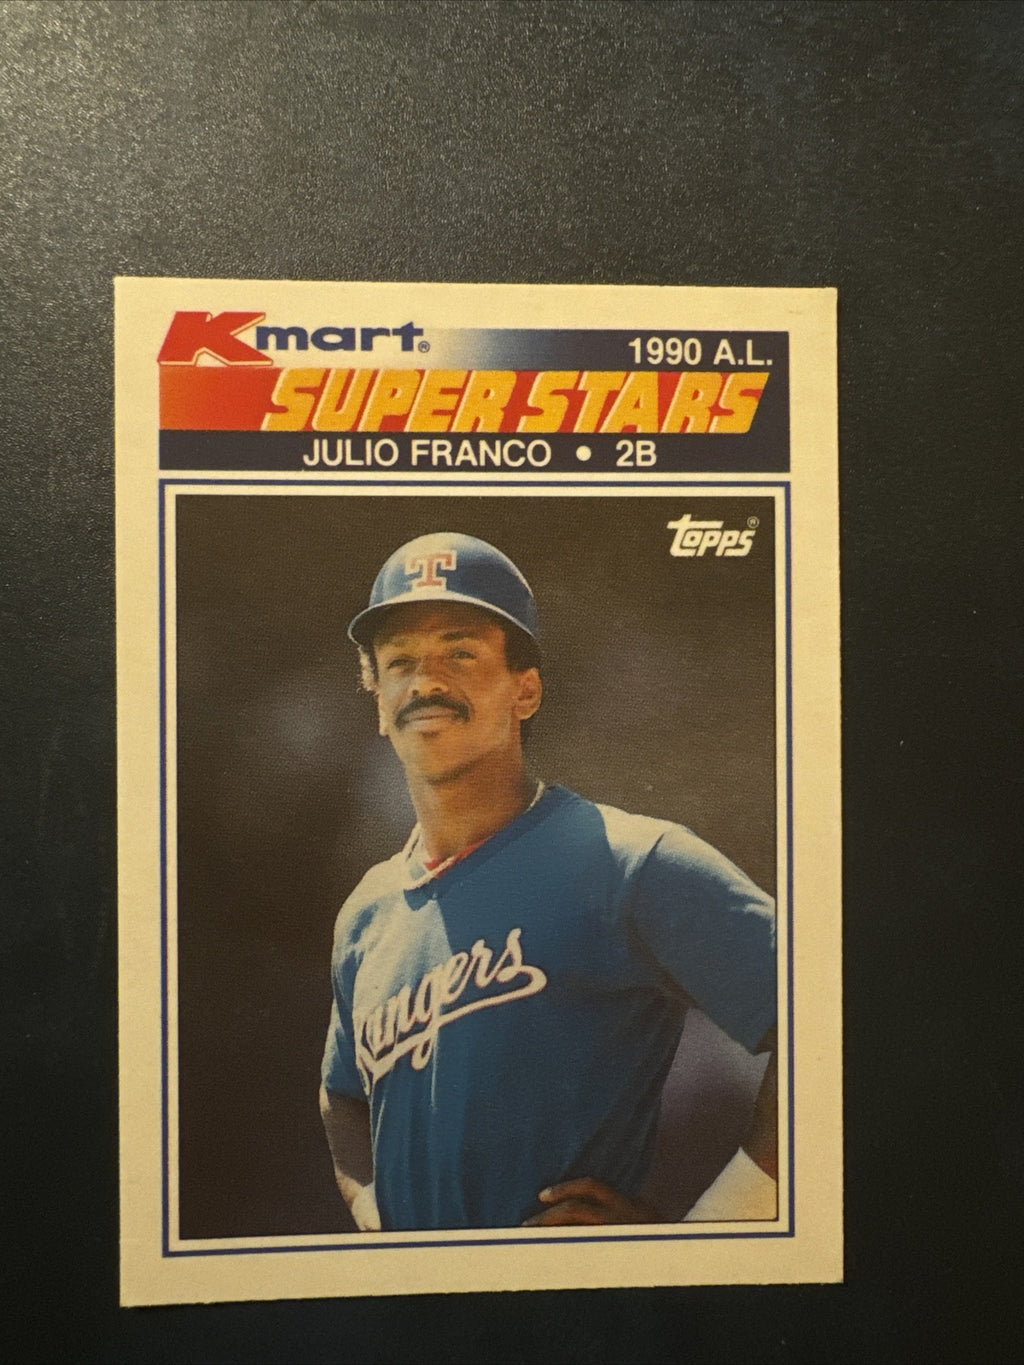 Kmart®
1990 A.L.
SUPER STARS
JULIO FRANCO • 2B
topps®
T
Rangers